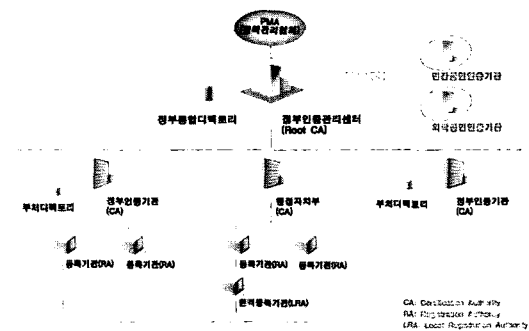 PMA
(정책관리협의)
민간공인인증기관
정부통합디렉토리
정부인증관리센터
(Root CA)
외국공인인증기관
부처디렉토리
정부인증기관
(CA)
행정자치부
(CA)
부처디렉토리
정부인증기관
(CA)
등록기관(RA)
등록기관(RA)
등록기관(RA)
등록기관(RA)
원격등록기관(LRA)
CA: Certification Authority
RA: Registration Authority
LRA: Local Registration Authority